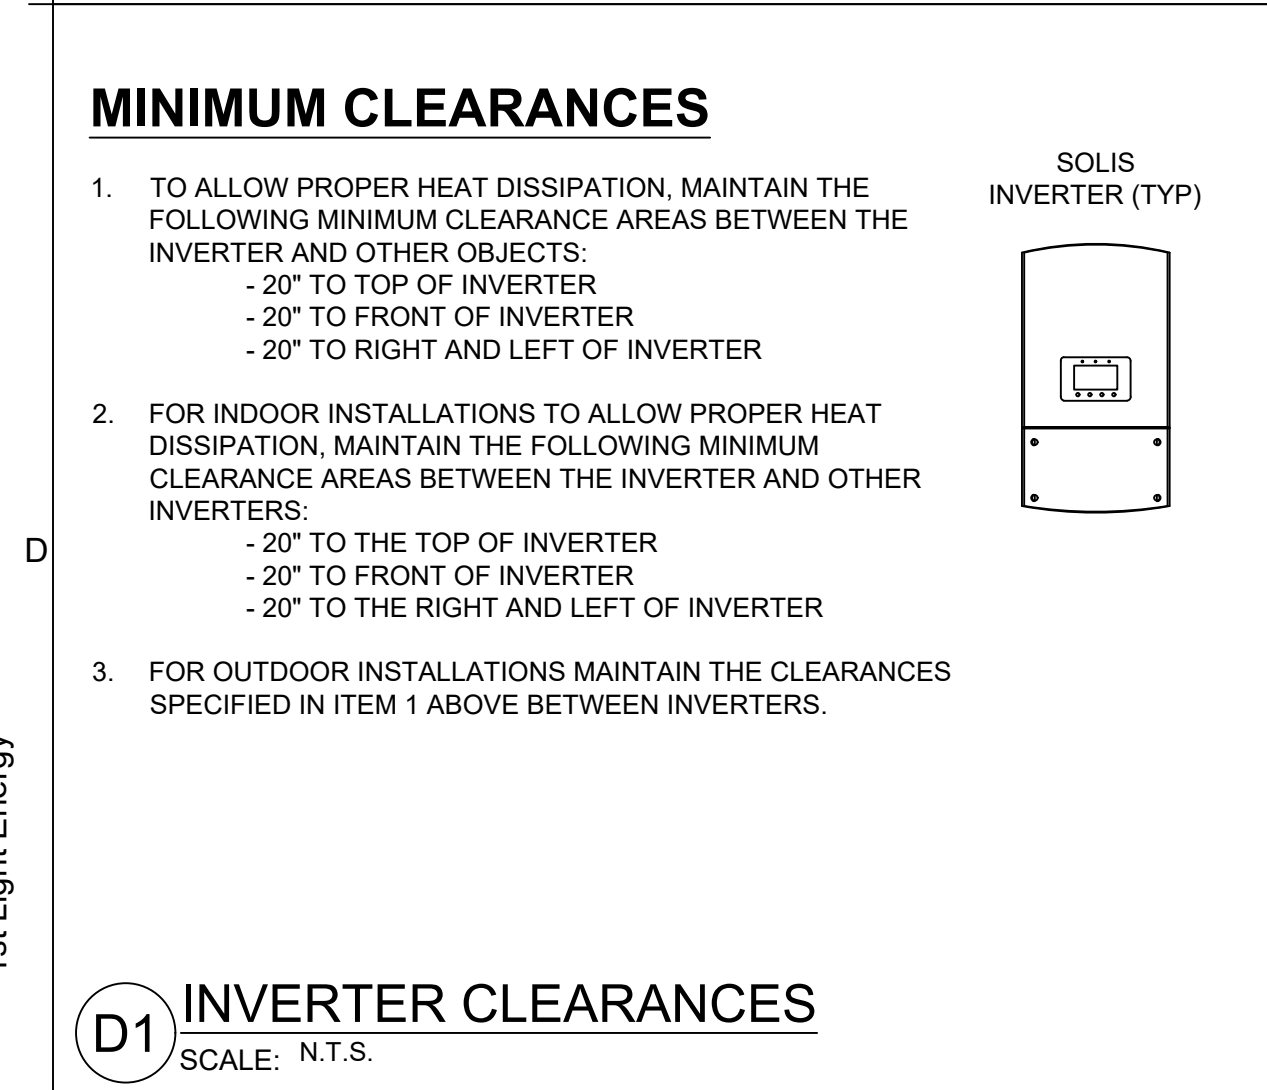 MINIMUM CLEARANCES
1. TO ALLOW PROPER HEAT DISSIPATION, MAINTAIN THE
FOLLOWING MINIMUM CLEARANCE AREAS BETWEEN THE
INVERTER AND OTHER OBJECTS:
- 20" TO TOP OF INVERTER
- 20" TO FRONT OF INVERTER
- 20" TO RIGHT AND LEFT OF INVERTER
2. FOR INDOOR INSTALLATIONS TO ALLOW PROPER HEAT
DISSIPATION, MAINTAIN THE FOLLOWING MINIMUM
CLEARANCE AREAS BETWEEN THE INVERTER AND OTHER
INVERTERS:
- 20" TO THE TOP OF INVERTER
- 20" TO FRONT OF INVERTER
- 20" TO THE RIGHT AND LEFT OF INVERTER
3. FOR OUTDOOR INSTALLATIONS MAINTAIN THE CLEARANCES
SPECIFIED IN ITEM 1 ABOVE BETWEEN INVERTERS.
SOLIS
INVERTER (TYP)
D
1st Light Energy
D1
INVERTER CLEARANCES
SCALE: N.T.S.